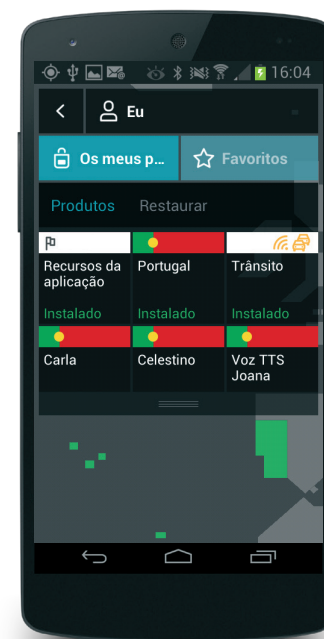 16:04
Eu
Os meus p...
Favoritos
Produtos
Restaurar
Recursos da aplicação
Portugal
Trânsito
Instalado
Instalado
Instalado
Carla
Celestino
Voz TTS Joana